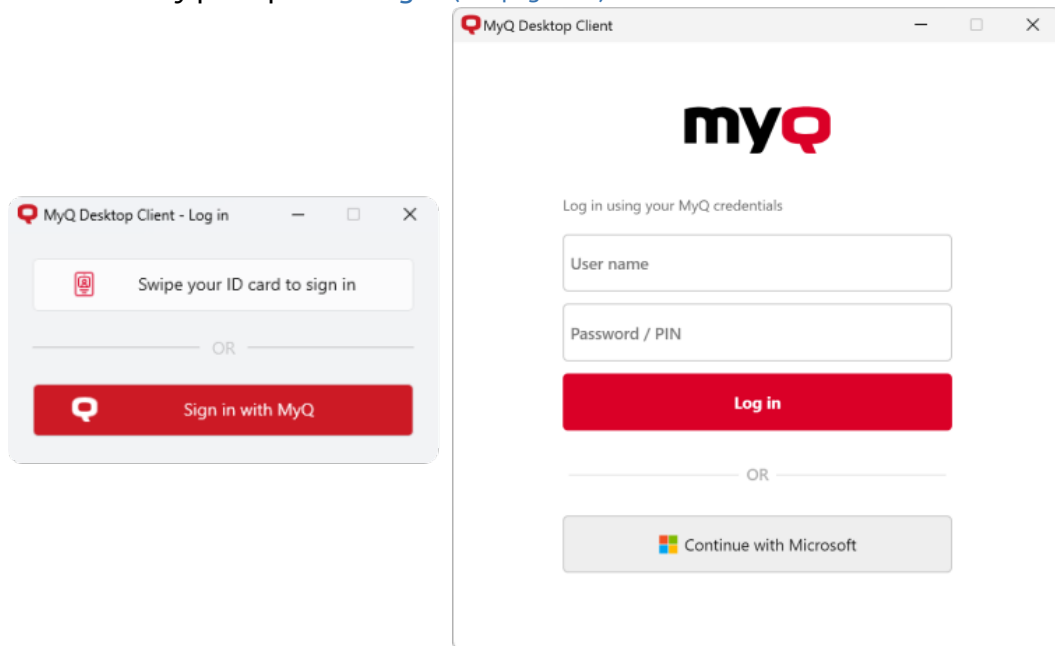 MyQ Desktop Client
myQ
Log in using your MyQ credentials
User name
Password / PIN
Log in
OR
Continue with Microsoft
MyQ Desktop Client - Log in
Swipe your ID card to sign in
OR
Sign in with MyQ